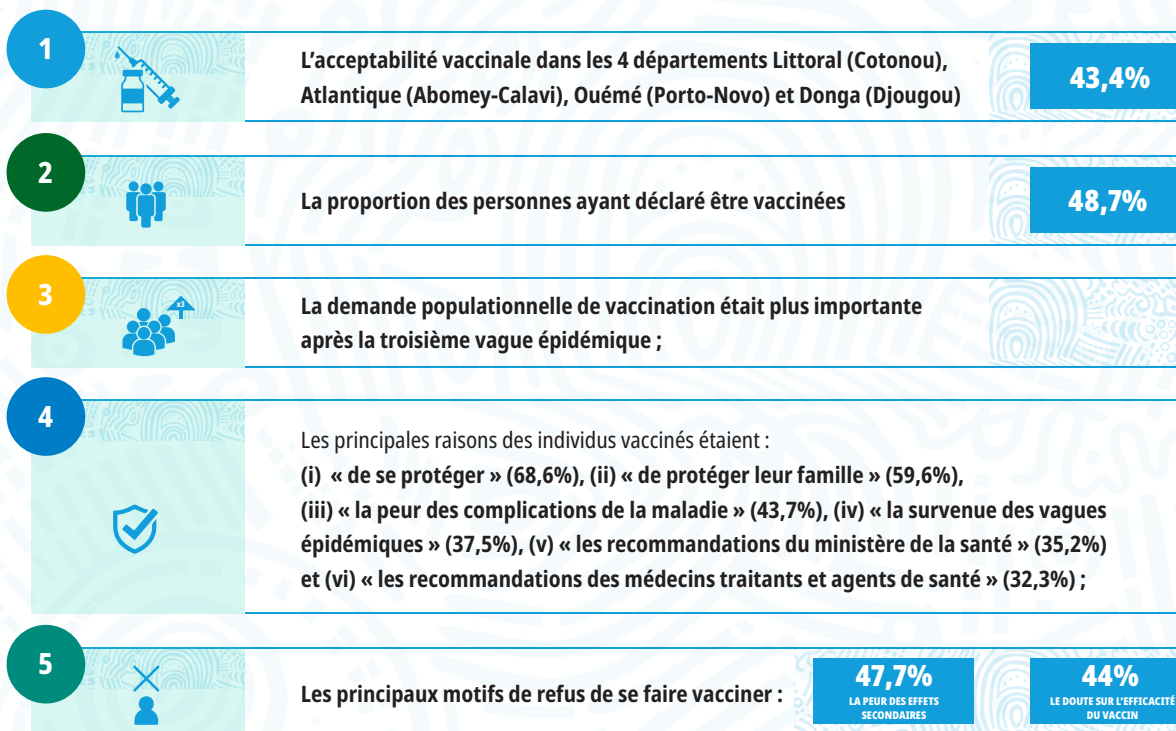 1
L’acceptabilité vaccinale dans les 4 départements Littoral (Cotonou),
Atlantique (Abomey-Calavi), Ouémé (Porto-Novo) et Donga (Djougou)
43,4%
2
La proportion des personnes ayant déclaré être vaccinées
48,7%
3
x3
La demande populationnelle de vaccination était plus importante
après la troisième vague épidémique ;
4
Les principales raisons des individus vaccinés étaient :
(i) « de se protéger » (68,6%), (ii) « de protéger leur famille » (59,6%),
(iii) « la peur des complications de la maladie » (43,7%), (iv) « la survenue des vagues
épidémiques » (37,5%), (v) « les recommandations du ministère de la santé » (35,2%)
et (vi) « les recommandations des médecins traitants et agents de santé » (32,3%) ;
5
Les principaux motifs de refus de se faire vacciner :
47,7%
LA PEUR DES EFFETS
SECONDAIRES
44%
LE DOUTE SUR L’EFFICACITÉ
DU VACCIN